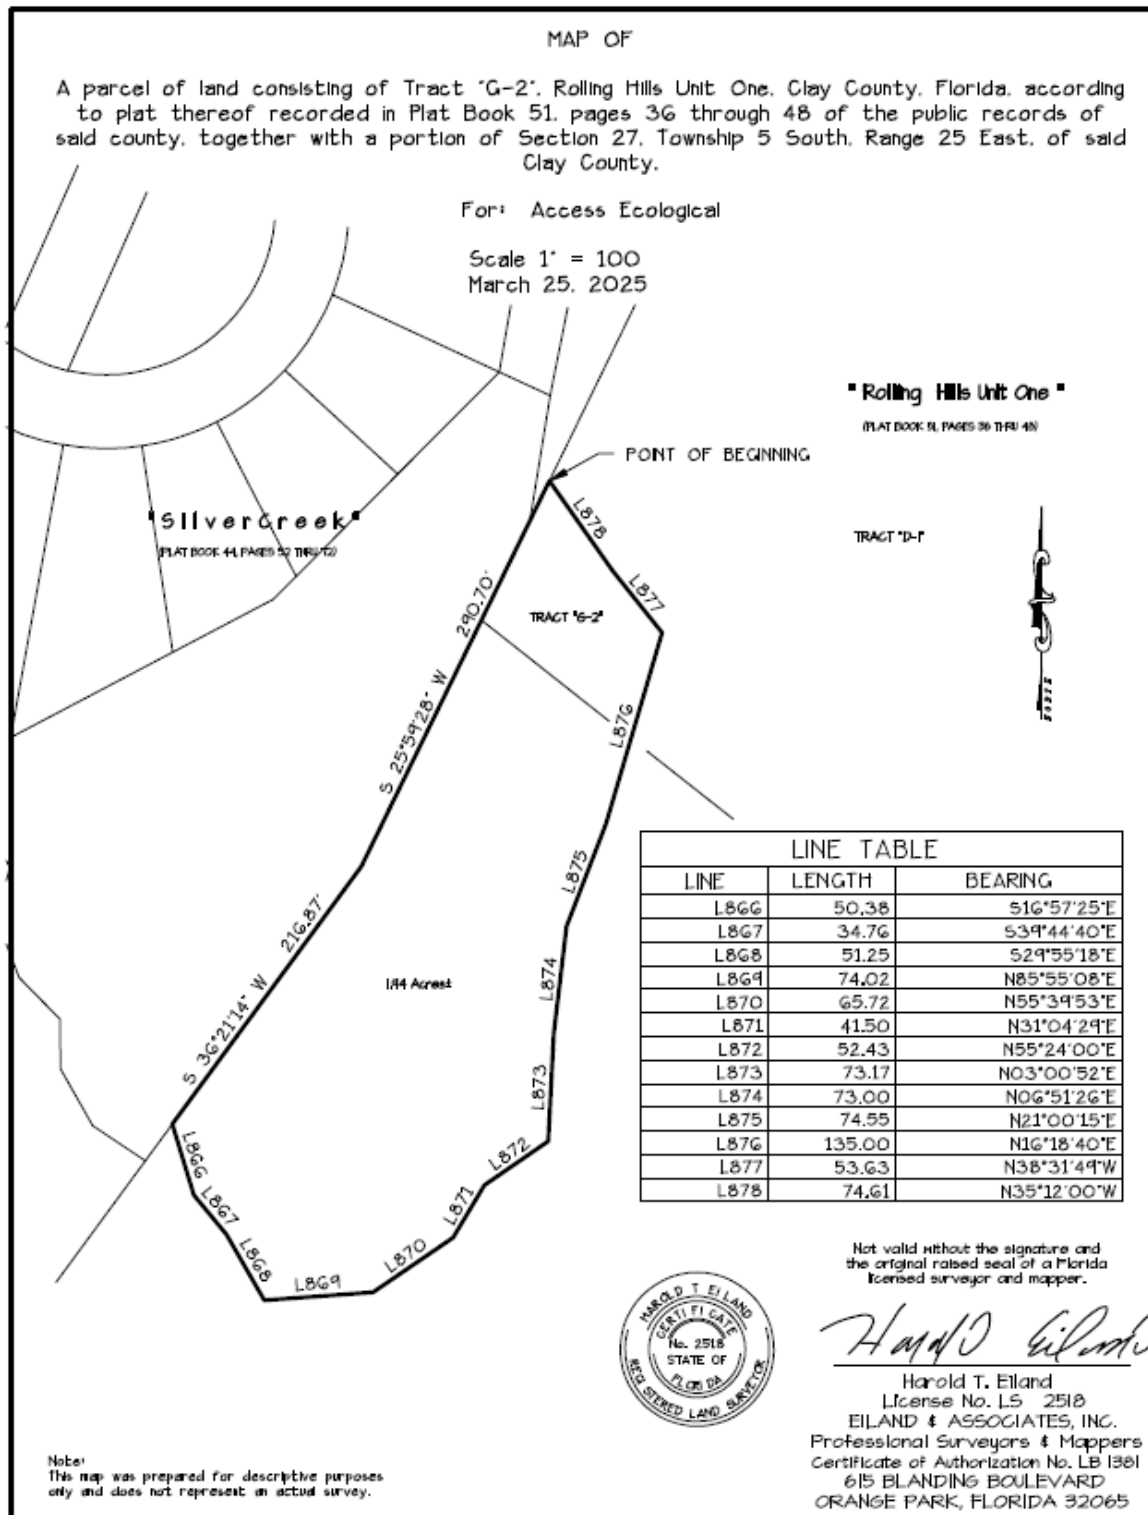 MAP OF
A parcel of land consisting of Tract "G-2", Rolling Hills Unit One, Clay County, Florida, according
to plat thereof recorded in Plat Book 51, pages 36 through 48 of the public records of
said county, together with a portion of Section 27, Township 5 South, Range 25 East, of said
Clay County.
For: Access Ecological
Scale 1" = 100
March 25, 2025
"Rolling Hills Unit One"
(PLAT BOOK 51, PAGES 36 THRU 48)
POINT OF BEGINNING
L878
"SilverCreek"
(PLAT BOOK 44, PAGES 52 THRU 72)
TRACT "D-1"
L877
290.70'
TRACT "G-2"
NORTH
S 25°59'28" W
L876
L875
216.87'
L874
1.94 Acres±
S 36°21'14" W
L873
L866
L872
L867
L871
L868
L870
L869
LINE TABLE
LINE LENGTH BEARING
L866 50.38 S16°57'25"E
L867 34.76 S39°44'40"E
L868 51.25 S29°55'18"E
L869 74.02 N85°55'08"E
L870 65.72 N55°39'53"E
L871 41.50 N31°04'29"E
L872 52.43 N55°24'00"E
L873 73.17 N03°00'52"E
L874 73.00 N06°51'26"E
L875 74.55 N21°00'15"E
L876 135.00 N16°18'40"E
L877 53.63 N38°31'49"W
L878 74.61 N35°12'00"W
Not valid without the signature and
the original raised seal of a Florida
licensed surveyor and mapper.
HAROLD T EILAND
CERTIFICATE
No. 2518
STATE OF
FLORIDA
REGISTERED LAND SURVEYOR
Harold T. Eiland
License No. LS 2518
EILAND & ASSOCIATES, INC.
Professional Surveyors & Mappers
Certificate of Authorization No. LB 1381
615 BLANDING BOULEVARD
ORANGE PARK, FLORIDA 32065
Note:
This map was prepared for descriptive purposes
only and does not represent an actual survey.